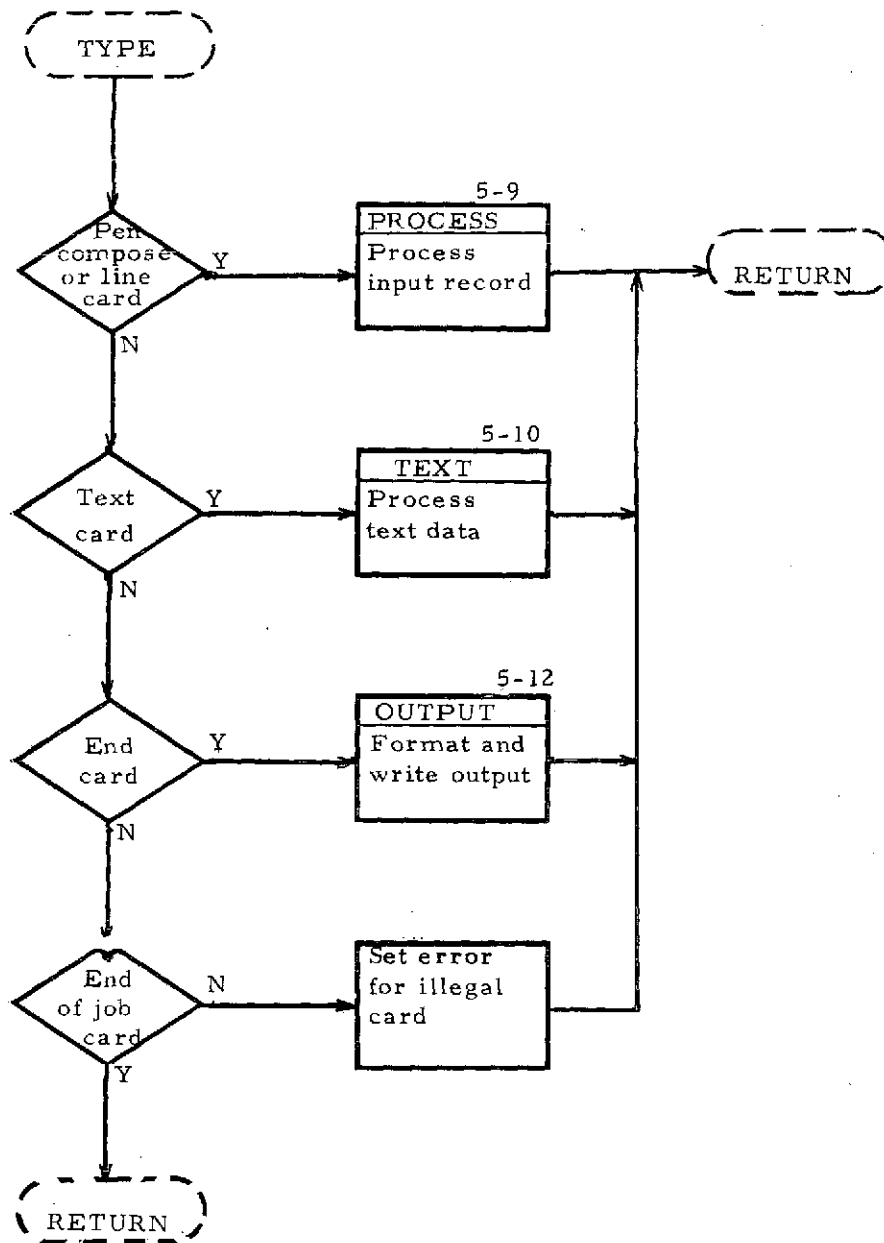 TYPE
Pen
compose
or line
card
Y
N
5-9
PROCESS
Process
input record
RETURN
Text
card
Y
N
5-10
TEXT
Process
text data
End
card
Y
N
5-12
OUTPUT
Format and
write output
End
of job
card
N
Y
Set error
for illegal
card
RETURN